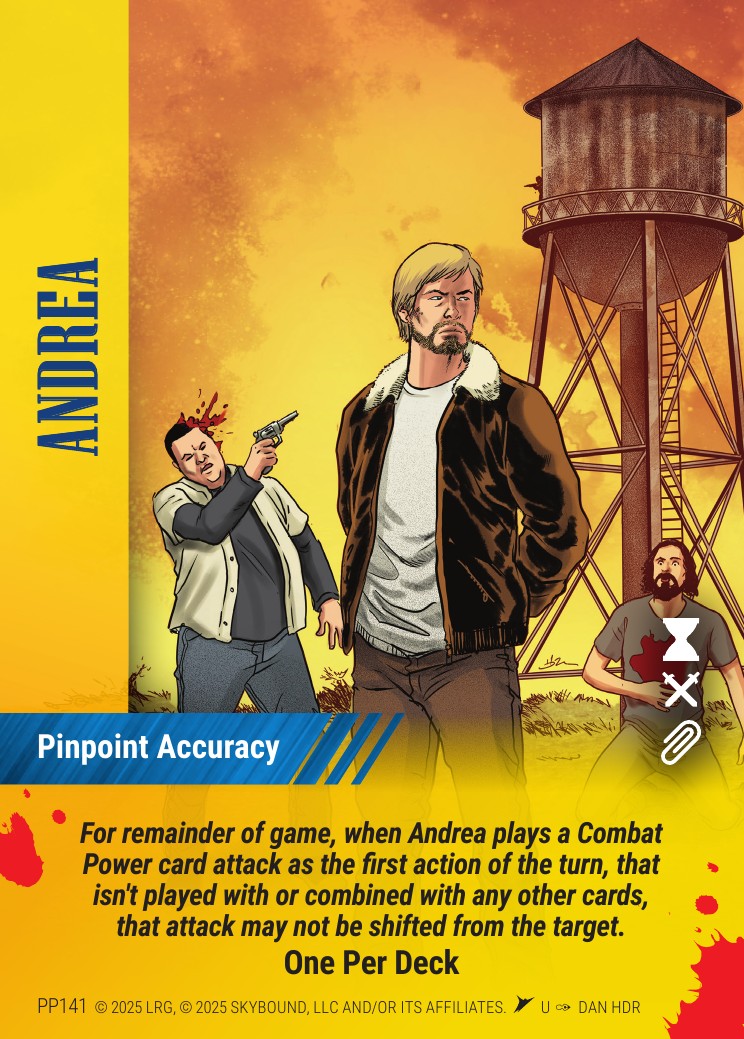 ANDREA
Pinpoint Accuracy
For remainder of game, when Andrea plays a Combat
Power card attack as the first action of the turn, that
isn't played with or combined with any other cards,
that attack may not be shifted from the target.
One Per Deck
PP141 © 2025 LRG, © 2025 SKYBOUND, LLC AND/OR ITS AFFILIATES. U DAN HDR